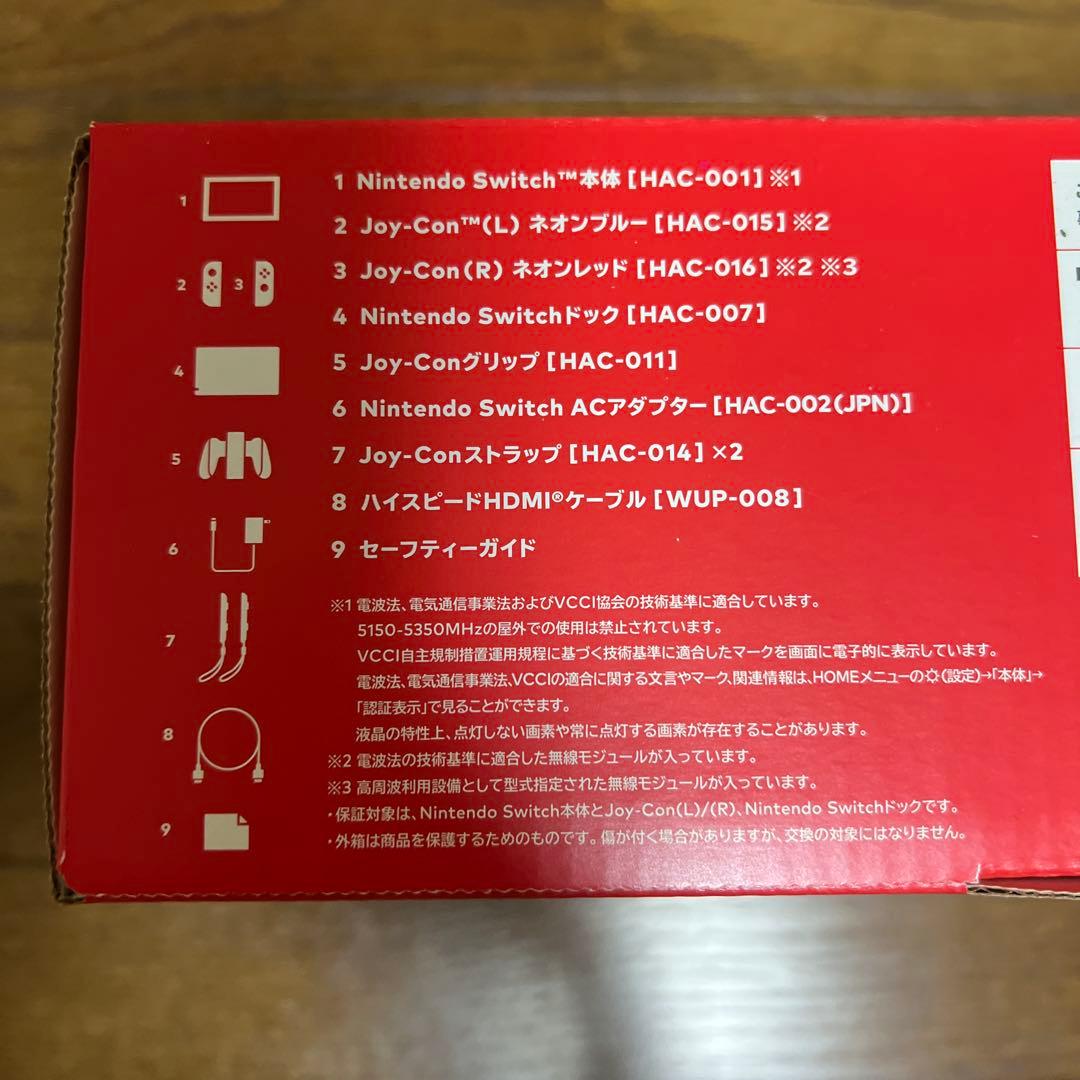 1 Nintendo Switch™本体[HAC-001]※1
2 Joy-Con™(L) ネオンブルー[HAC-015]※2
3 Joy-Con(R) ネオンレッド[HAC-016]※2 ※3
4 Nintendo Switchドック[HAC-007]
5 Joy-Conグリップ[HAC-011]
6 Nintendo Switch ACアダプター[HAC-002(JPN)]
7 Joy-Conストラップ[HAC-014]×2
8 ハイスピードHDMI®ケーブル[WUP-008]
9 セーフティーガイド
※1 電波法、電気通信事業法およびVCCI協会の技術基準に適合しています。
5150-5350MHzの屋外での使用は禁止されています。
VCCI自主規制措置運用規程に基づく技術基準に適合したマークを画面に電子的に表示しています。
電波法、電気通信事業法、VCCIの適合に関する文言やマーク、関連情報は、HOMEメニューの(設定)→「本体」→
「認証表示」で見ることができます。
液晶の特性上、点灯しない画素や常に点灯する画素が存在することがあります。
※2 電波法の技術基準に適合した無線モジュールが入っています。
※3 高周波利用設備として型式指定された無線モジュールが入っています。
・保証対象は、Nintendo Switch本体とJoy-Con(L)/(R)、Nintendo Switchドックです。
・外箱は商品を保護するためのものです。傷が付く場合がありますが、交換の対象にはなりません。
1
2 3
4
5
6
7
8
9